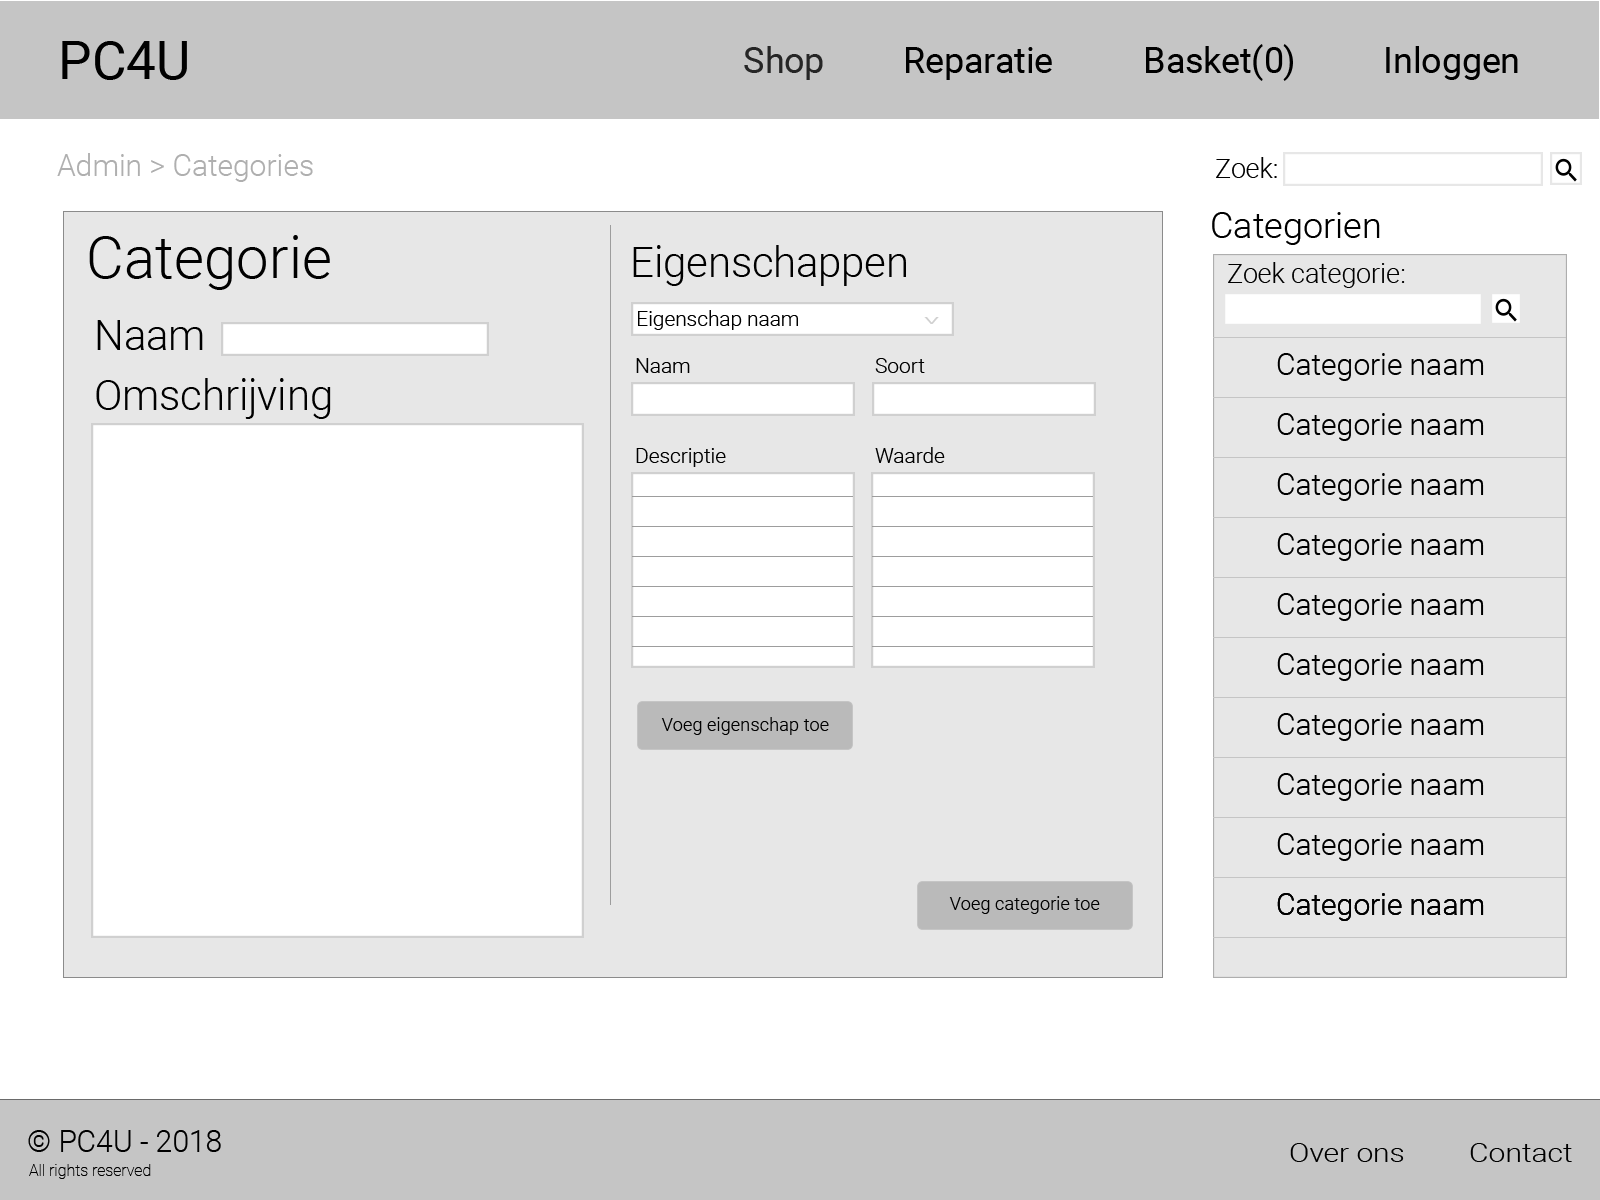 PC4U
Shop
Reparatie
Basket(0)
Inloggen
Admin > Categories
Zoek:
Categorie
Naam
Omschrijving
Eigenschappen
Eigenschap naam
Naam
Soort
Descriptie
Waarde
Voeg eigenschap toe
Voeg categorie toe
Categorien
Zoek categorie:
Categorie naam
Categorie naam
Categorie naam
Categorie naam
Categorie naam
Categorie naam
Categorie naam
Categorie naam
Categorie naam
Categorie naam
© PC4U - 2018
All rights reserved
Over ons
Contact